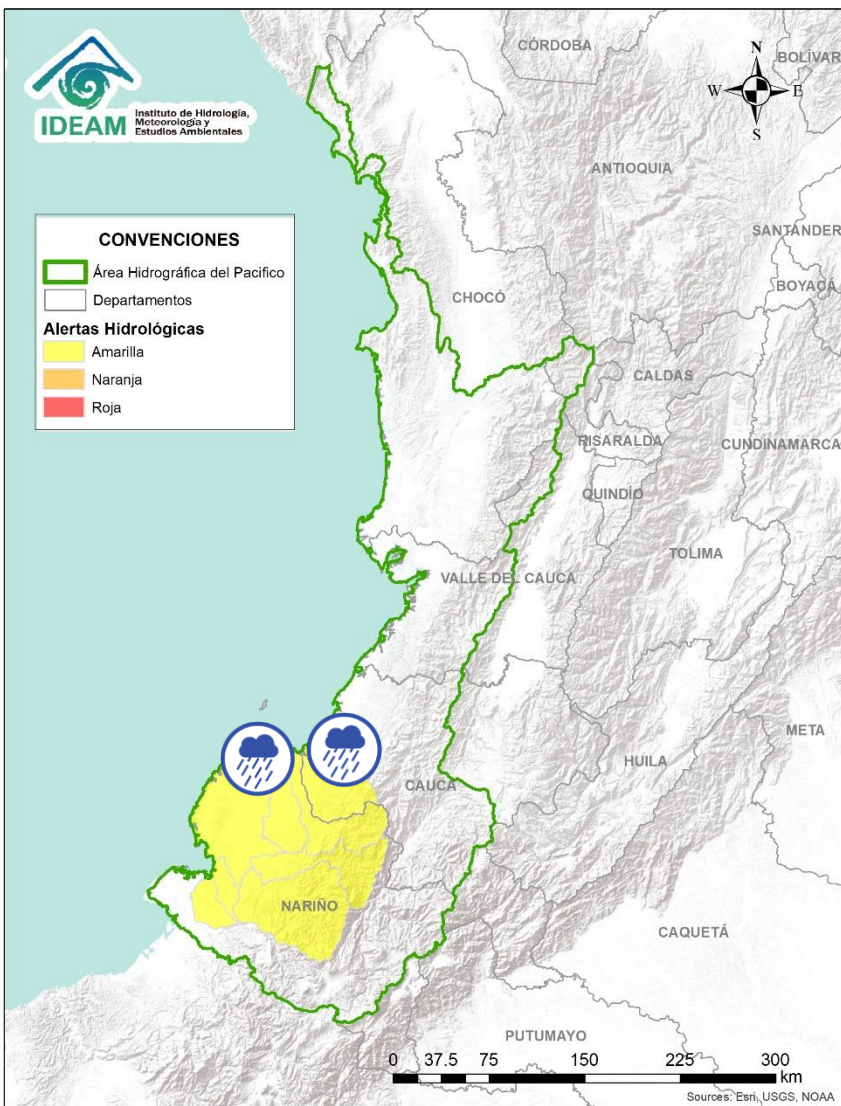 IDEAM
Instituto de Hidrología,
Meteorología y
Estudios Ambientales
CÓRDOBA
BOLÍVAR
N
W
E
S
ANTIOQUIA
SANTANDER
BOYACÁ
CONVENCIONES
Área Hidrográfica del Pacifico
Departamentos
Alertas Hidrológicas
Amarilla
Naranja
Roja
CHOCÓ
CALDAS
RISARALDA
CUNDINAMARCA
QUINDÍO
TOLIMA
VALLE DEL CAUCA
META
HUILA
CAUCA
NARIÑO
CAQUETÁ
PUTUMAYO
0 37.5 75 150 225 300
km
Sources: Esri, USGS, NOAA